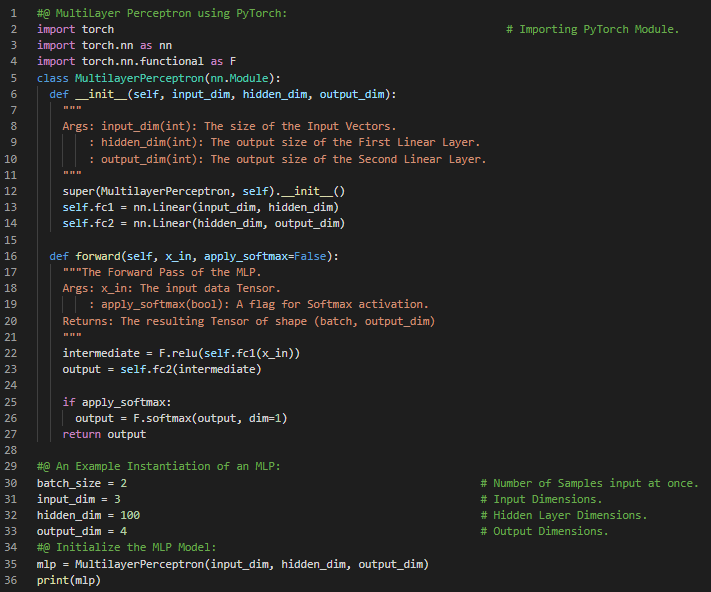 1 #@ MultiLayer Perceptron using PyTorch:
2 import torch # Importing PyTorch Module.
3 import torch.nn as nn
4 import torch.nn.functional as F
5 class MultilayerPerceptron(nn.Module):
6   def __init__(self, input_dim, hidden_dim, output_dim):
7     """
8     Args: input_dim(int): The size of the Input Vectors.
9         : hidden_dim(int): The output size of the First Linear Layer.
10         : output_dim(int): The output size of the Second Linear Layer.
11     """
12     super(MultilayerPerceptron, self).__init__()
13     self.fc1 = nn.Linear(input_dim, hidden_dim)
14     self.fc2 = nn.Linear(hidden_dim, output_dim)
15
16   def forward(self, x_in, apply_softmax=False):
17     """The Forward Pass of the MLP.
18     Args: x_in: The input data Tensor.
19         : apply_softmax(bool): A flag for Softmax activation.
20     Returns: The resulting Tensor of shape (batch, output_dim)
21     """
22     intermediate = F.relu(self.fc1(x_in))
23     output = self.fc2(intermediate)
24
25     if apply_softmax:
26       output = F.softmax(output, dim=1)
27     return output
28
29 #@ An Example Instantiation of an MLP:
30 batch_size = 2 # Number of Samples input at once.
31 input_dim = 3 # Input Dimensions.
32 hidden_dim = 100 # Hidden Layer Dimensions.
33 output_dim = 4 # Output Dimensions.
34 #@ Initialize the MLP Model:
35 mlp = MultilayerPerceptron(input_dim, hidden_dim, output_dim)
36 print(mlp)